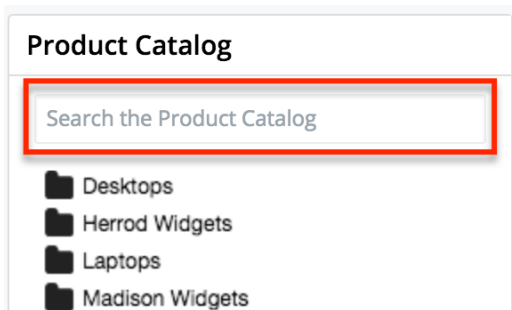 Product Catalog
Search the Product Catalog
Desktops
Herrod Widgets
Laptops
Madison Widgets